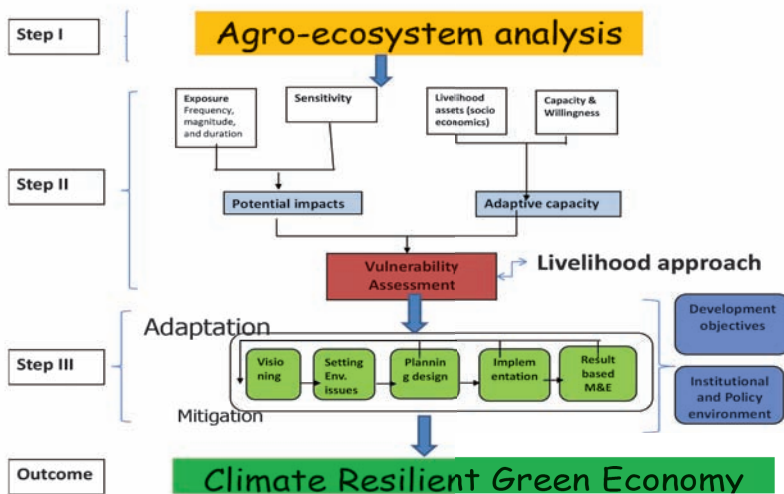 Step I
Agro-ecosystem analysis
Exposure
Frequency,
magnitude,
and duration
Sensitivity
Livelihood
assets (socio
economics)
Capacity &
Willingness
Step II
Potential impacts
Adaptive capacity
Vulnerability
Assessment
Livelihood approach
Step III
Adaptation
Visio
ning
Setting
Env.
issues
Plannin
g design
Implem
entation
Result
based
M&E
Mitigation
Development
objectives
Institutional
and Policy
environment
Outcome
Climate Resilient Green Economy